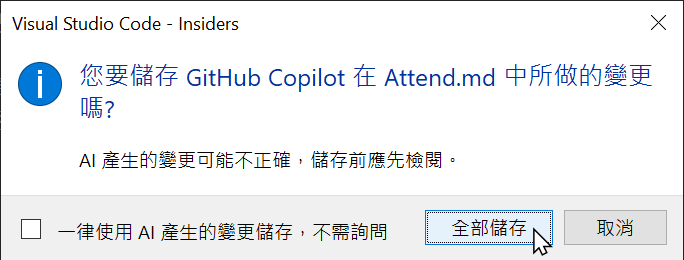 Visual Studio Code - Insiders
您要儲存 GitHub Copilot 在 Attend.md 中所做的變更
嗎?
AI 產生的變更可能不正確，儲存前應先檢閱。
一律使用 AI 產生的變更儲存，不需詢問
全部儲存
取消